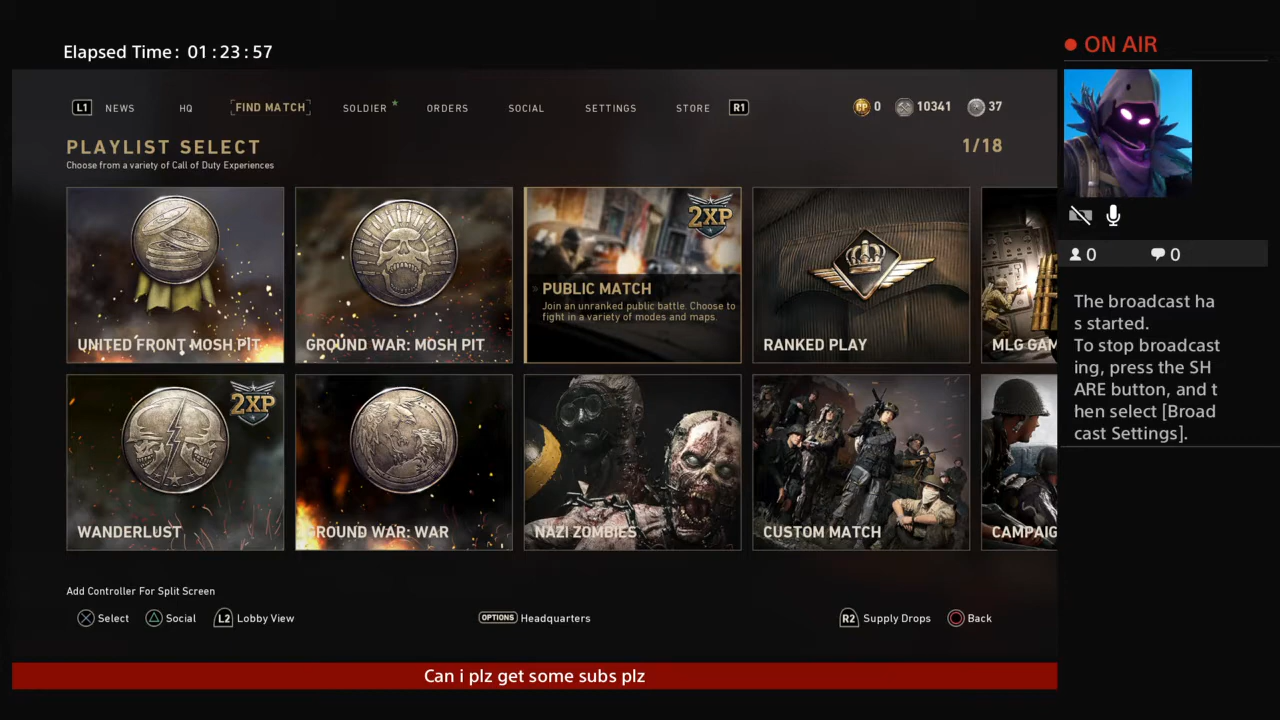 Elapsed Time: 01:23:57
ON AIR
L1 NEWS HQ FIND MATCH SOLDIER * ORDERS SOCIAL SETTINGS STORE R1
CP 0 10341 37
PLAYLIST SELECT
1/18
Choose from a variety of Call of Duty Experiences
UNITED FRONT MOSH PIT
GROUND WAR: MOSH PIT
2XP
PUBLIC MATCH
Join an unranked public battle. Choose to
fight in a variety of modes and maps.
RANKED PLAY
MLG GAM
2XP
WANDERLUST
GROUND WAR: WAR
NAZI ZOMBIES
CUSTOM MATCH
CAMPAIG
0 0
The broadcast ha
s started.
To stop broadcast
ing, press the SH
ARE button, and t
hen select [Broad
cast Settings].
Add Controller For Split Screen
Select Social L2 Lobby View OPTIONS Headquarters R2 Supply Drops Back
Can i plz get some subs plz